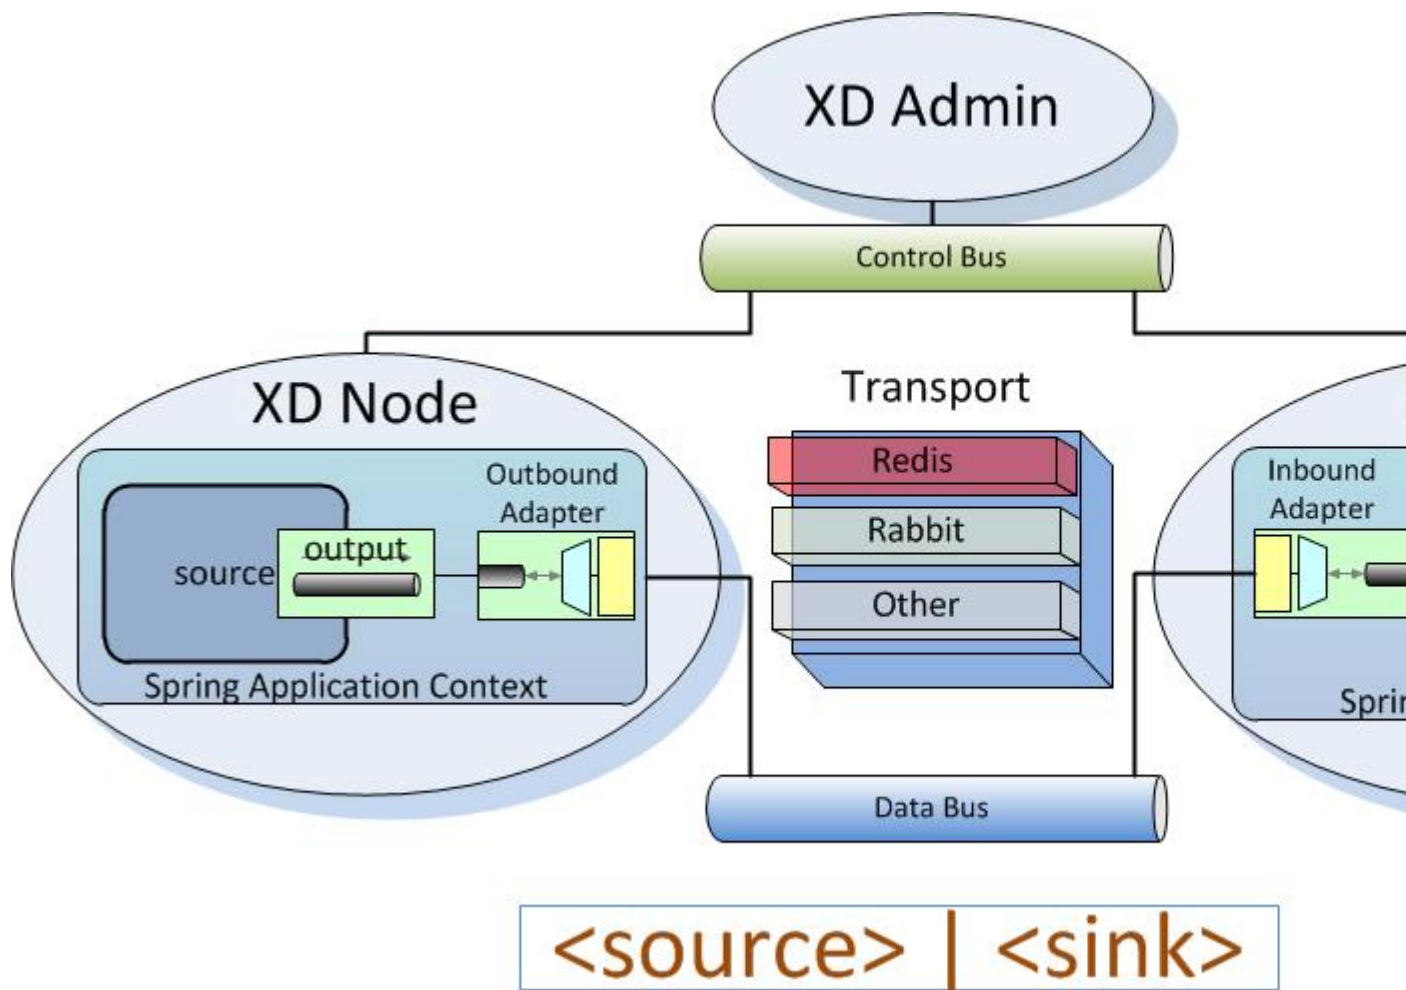 XD Admin
Control Bus
XD Node
Transport
Outbound
Adapter
Redis
Inbound
Adapter
Rabbit
output
source
Other
Spring Application Context
Data Bus
<source> | <sink>